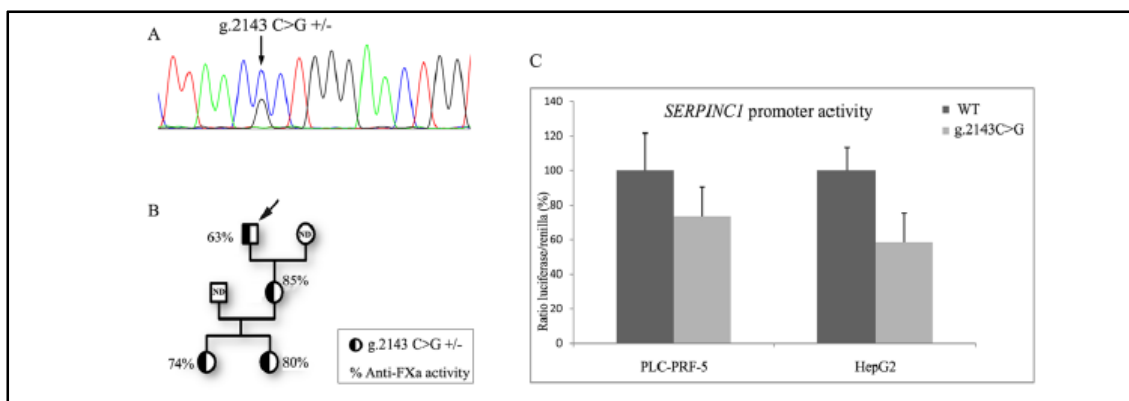 g.2143 C>G +/-
A
B
ND
63%
85%
ND
74%
80%
g.2143 C>G +/-
% Anti-FXa activity
C
SERPINC1 promoter activity
WT
g.2143C>G
Ratio luciferase/renilla (%)
140
120
100
80
60
40
20
0
PLC-PRF-5
HepG2